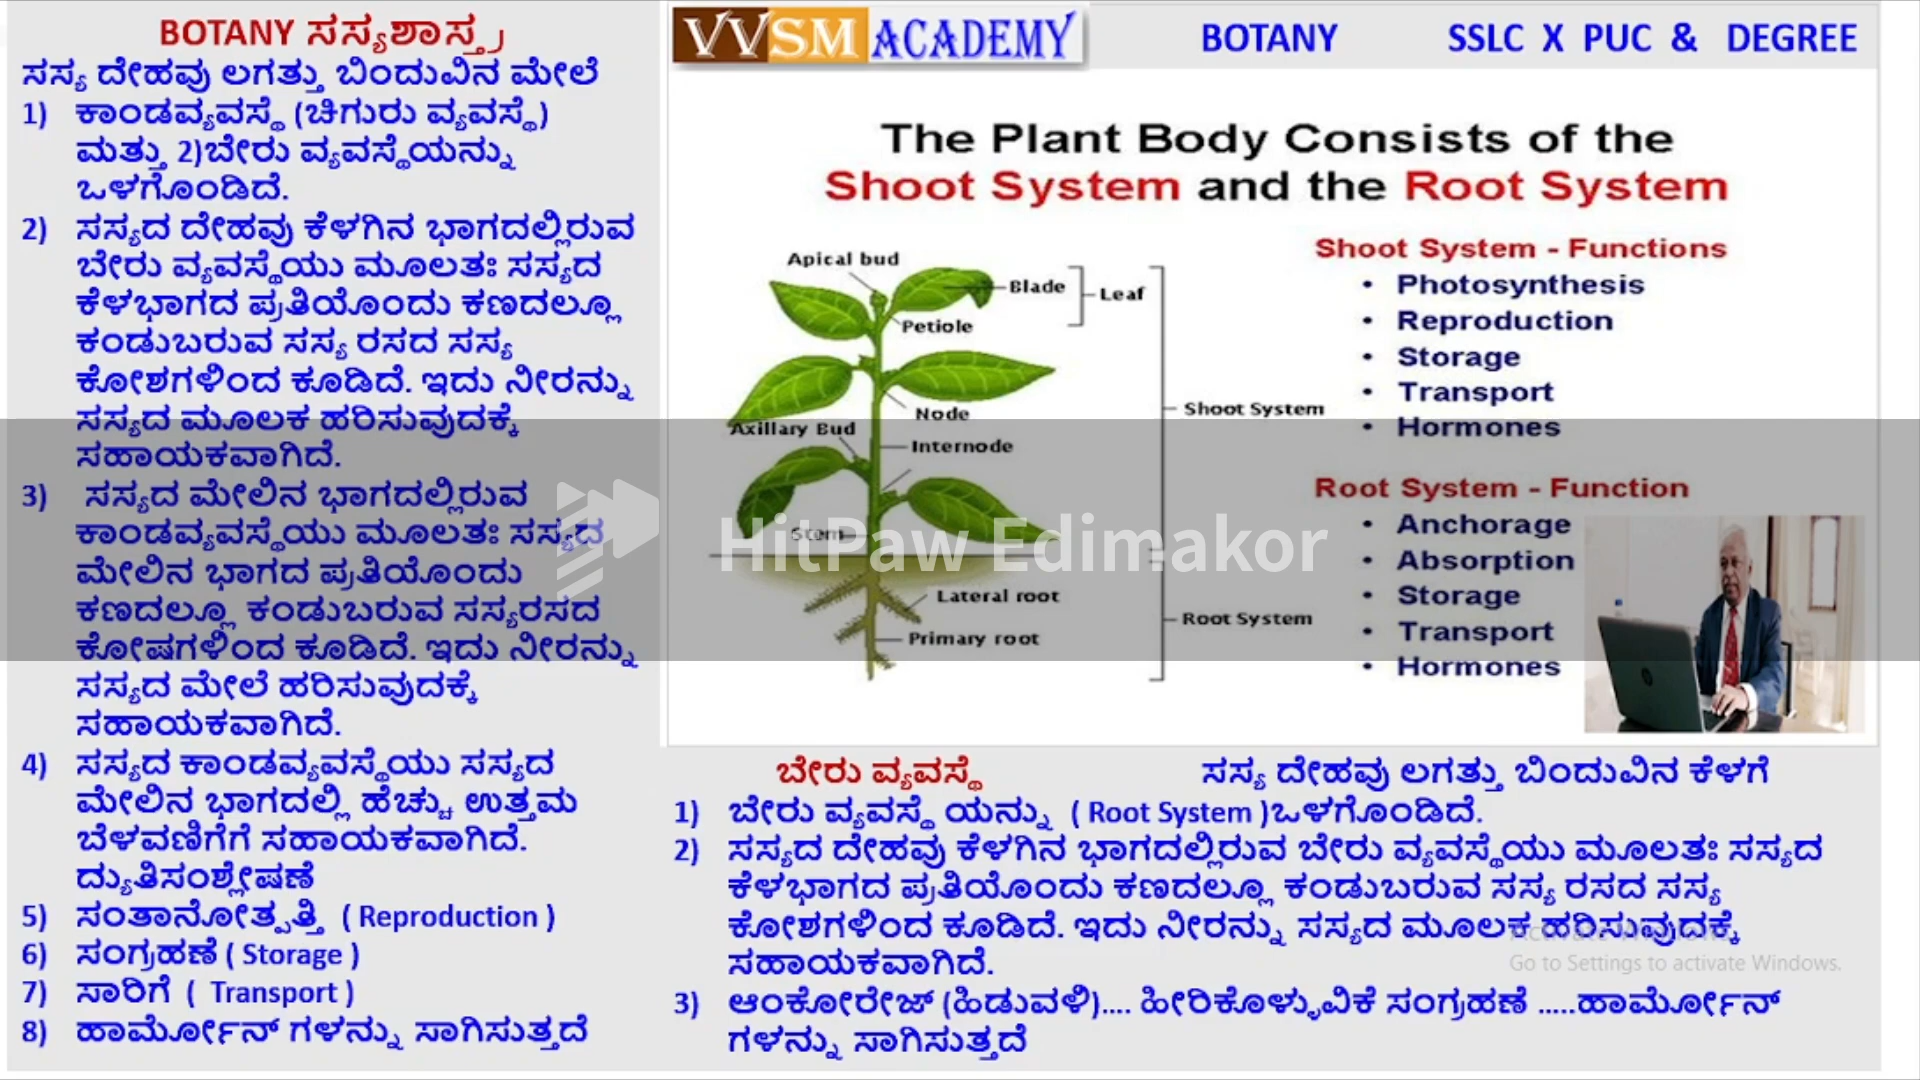 BOTANY ಸಸ್ಯಶಾಸ್ತ್ರ
ಸಸ್ಯ ದೇಹವು ಲಗತ್ತು ಬಿಂದುವಿನ ಮೇಲೆ
1) ಕಾಂಡವ್ಯವಸ್ಥೆ (ಚಿಗುರು ವ್ಯವಸ್ಥೆ)
ಮತ್ತು 2)ಬೇರು ವ್ಯವಸ್ಥೆಯನ್ನು
ಒಳಗೊಂಡಿದೆ.
2) ಸಸ್ಯದ ದೇಹವು ಕೆಳಗಿನ ಭಾಗದಲ್ಲಿರುವ
ಬೇರು ವ್ಯವಸ್ಥೆಯು ಮೂಲತಃ ಸಸ್ಯದ
ಕೆಳಭಾಗದ ಪ್ರತಿಯೊಂದು ಕಣದಲ್ಲೂ
ಕಂಡುಬರುವ ಸಸ್ಯ ರಸದ ಸಸ್ಯ
ಕೋಶಗಳಿಂದ ಕೂಡಿದೆ. ಇದು ನೀರನ್ನು
ಸಸ್ಯದ ಮೂಲಕ ಹರಿಸುವುದಕ್ಕೆ
ಸಹಾಯಕವಾಗಿದೆ.
3) ಸಸ್ಯದ ಮೇಲಿನ ಭಾಗದಲ್ಲಿರುವ
ಕಾಂಡವ್ಯವಸ್ಥೆಯು ಮೂಲತಃ ಸಸ್ಯದ
ಮೇಲಿನ ಭಾಗದ ಪ್ರತಿಯೊಂದು
ಕಣದಲ್ಲೂ ಕಂಡುಬರುವ ಸಸ್ಯರಸದ
ಕೋಷಗಳಿಂದ ಕೂಡಿದೆ. ಇದು ನೀರನ್ನು
ಸಸ್ಯದ ಮೇಲೆ ಹರಿಸುವುದಕ್ಕೆ
ಸಹಾಯಕವಾಗಿದೆ.
4) ಸಸ್ಯದ ಕಾಂಡವ್ಯವಸ್ಥೆಯು ಸಸ್ಯದ
ಮೇಲಿನ ಭಾಗದಲ್ಲಿ ಹೆಚ್ಚು ಉತ್ತಮ
ಬೆಳವಣಿಗೆಗೆ ಸಹಾಯಕವಾಗಿದೆ.
ದ್ಯುತಿಸಂಶ್ಲೇಷಣೆ
5) ಸಂತಾನೋತ್ಪತ್ತಿ ( Reproduction )
6) ಸಂಗ್ರಹಣೆ ( Storage )
7) ಸಾರಿಗೆ ( Transport )
8) ಹಾರ್ಮೋನ್ ಗಳನ್ನು ಸಾಗಿಸುತ್ತದೆ
VVSM ACADEMY BOTANY SSLC X PUC & DEGREE
The Plant Body Consists of the
Shoot System and the Root System
Apical bud
Blade
Leaf
Petiole
Node
Axillary Bud
Internode
Shoot System
Stem
Lateral root
Root System
Primary root
Shoot System - Functions
• Photosynthesis
• Reproduction
• Storage
• Transport
• Hormones
Root System - Function
• Anchorage
• Absorption
• Storage
• Transport
• Hormones
HitPaw Edimakor
ಬೇರು ವ್ಯವಸ್ಥೆ ಸಸ್ಯ ದೇಹವು ಲಗತ್ತು ಬಿಂದುವಿನ ಕೆಳಗೆ
1) ಬೇರು ವ್ಯವಸ್ಥೆ ಯನ್ನು ( Root System )ಒಳಗೊಂಡಿದೆ.
2) ಸಸ್ಯದ ದೇಹವು ಕೆಳಗಿನ ಭಾಗದಲ್ಲಿರುವ ಬೇರು ವ್ಯವಸ್ಥೆಯು ಮೂಲತಃ ಸಸ್ಯದ
ಕೆಳಭಾಗದ ಪ್ರತಿಯೊಂದು ಕಣದಲ್ಲೂ ಕಂಡುಬರುವ ಸಸ್ಯ ರಸದ ಸಸ್ಯ
ಕೋಶಗಳಿಂದ ಕೂಡಿದೆ. ಇದು ನೀರನ್ನು ಸಸ್ಯದ ಮೂಲಕ ಹರಿಸುವುದಕ್ಕೆ
ಸಹಾಯಕವಾಗಿದೆ.
3) ಆಂಕೋರೇಜ್ (ಹಿಡುವಳಿ).... ಹೀರಿಕೊಳ್ಳುವಿಕೆ ಸಂಗ್ರಹಣೆ .....ಹಾರ್ಮೋನ್
ಗಳನ್ನು ಸಾಗಿಸುತ್ತದೆ
Activate Windows
Go to Settings to activate Windows.